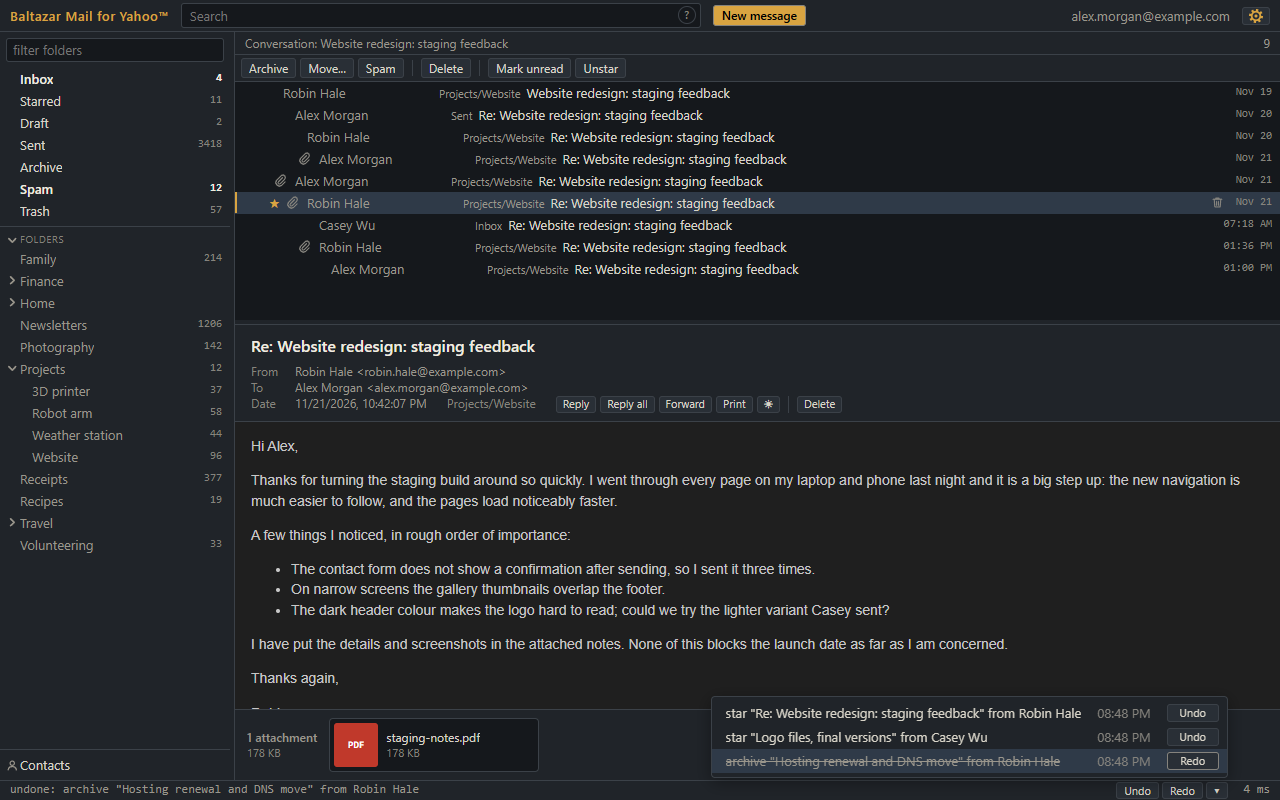 Baltazar Mail for Yahoo™ Search ? New message alex.morgan@example.com
filter folders
Inbox 4
Starred 11
Draft 2
Sent 3418
Archive
Spam 12
Trash 57
FOLDERS
Family 214
Finance
Home
Newsletters 1206
Photography 142
Projects 12
3D printer 37
Robot arm 58
Weather station 44
Website 96
Receipts 377
Recipes 19
Travel
Volunteering 33
Contacts
Conversation: Website redesign: staging feedback 9
Archive Move... Spam Delete Mark unread Unstar
Robin Hale Projects/Website Website redesign: staging feedback Nov 19
Alex Morgan Sent Re: Website redesign: staging feedback Nov 20
Robin Hale Projects/Website Re: Website redesign: staging feedback Nov 20
Alex Morgan Projects/Website Re: Website redesign: staging feedback Nov 21
Alex Morgan Projects/Website Re: Website redesign: staging feedback Nov 21
Robin Hale Projects/Website Re: Website redesign: staging feedback Nov 21
Casey Wu Inbox Re: Website redesign: staging feedback 07:18 AM
Robin Hale Projects/Website Re: Website redesign: staging feedback 01:36 PM
Alex Morgan Projects/Website Re: Website redesign: staging feedback 01:00 PM
Re: Website redesign: staging feedback
From Robin Hale <robin.hale@example.com>
To Alex Morgan <alex.morgan@example.com>
Date 11/21/2026, 10:42:07 PM Projects/Website Reply Reply all Forward Print Delete
Hi Alex,
Thanks for turning the staging build around so quickly. I went through every page on my laptop and phone last night and it is a big step up: the new navigation is
much easier to follow, and the pages load noticeably faster.
A few things I noticed, in rough order of importance:
• The contact form does not show a confirmation after sending, so I sent it three times.
• On narrow screens the gallery thumbnails overlap the footer.
• The dark header colour makes the logo hard to read; could we try the lighter variant Casey sent?
I have put the details and screenshots in the attached notes. None of this blocks the launch date as far as I am concerned.
Thanks again,
1 attachment
178 KB
PDF
staging-notes.pdf
178 KB
star "Re: Website redesign: staging feedback" from Robin Hale 08:48 PM Undo
star "Logo files, final versions" from Casey Wu 08:48 PM Undo
archive "Hosting renewal and DNS move" from Robin Hale 08:48 PM Redo
undone: archive "Hosting renewal and DNS move" from Robin Hale Undo Redo 4 ms